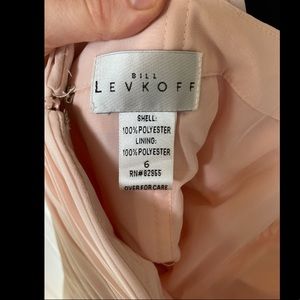 BILL
LEVKOFF
SHELL:
100%POLYESTER
LINING:
100%POLYESTER
6
RN#82955
OVER FOR CARE